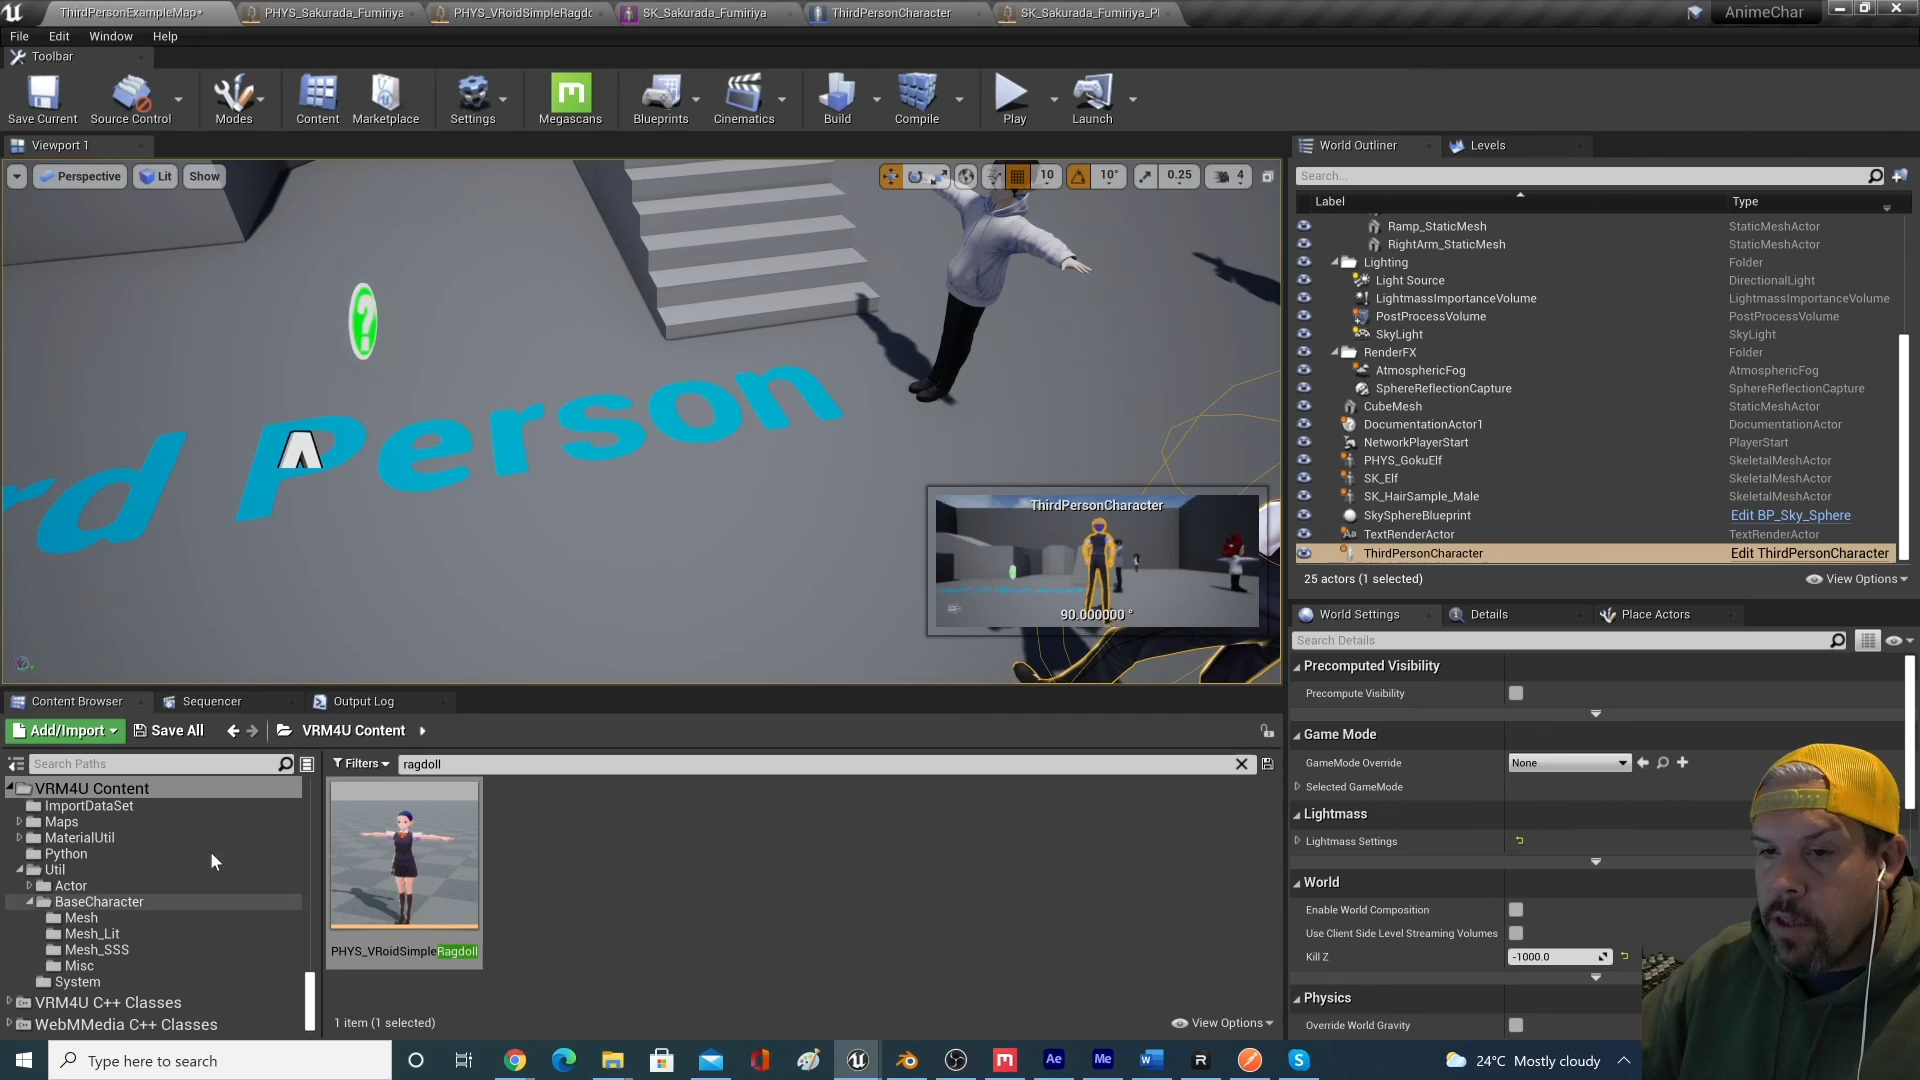 ThirdPersonExampleMap*
PHYS_Sakurada_Fumiriya
PHYS_VRoidSimpleRagdo
SK_Sakurada_Fumiriya
ThirdPersonCharacter
SK_Sakurada_Fumiriya_Pl
AnimeChar
File Edit Window Help
Toolbar
Save Current
Source Control
Modes
Content
Marketplace
Settings
Megascans
Blueprints
Cinematics
Build
Compile
Play
Launch
Viewport 1
Perspective
Lit
Show
10
10°
0.25
4
?
rd Person
ThirdPersonCharacter
90.000000 °
World Outliner
Levels
Search...
Label Type
Ramp_StaticMesh StaticMeshActor
RightArm_StaticMesh StaticMeshActor
Lighting Folder
Light Source DirectionalLight
LightmassImportanceVolume LightmassImportanceVolume
PostProcessVolume PostProcessVolume
SkyLight SkyLight
RenderFX Folder
AtmosphericFog AtmosphericFog
SphereReflectionCapture SphereReflectionCapture
CubeMesh StaticMeshActor
DocumentationActor1 DocumentationActor
NetworkPlayerStart PlayerStart
PHYS_GokuElf SkeletalMeshActor
SK_Elf SkeletalMeshActor
SK_HairSample_Male SkeletalMeshActor
SkySphereBlueprint Edit BP_Sky_Sphere
TextRenderActor TextRenderActor
ThirdPersonCharacter Edit ThirdPersonCharacter
25 actors (1 selected)
View Options
World Settings
Details
Place Actors
Search Details
Precomputed Visibility
Precompute Visibility
Game Mode
GameMode Override None
Selected GameMode
Lightmass
Lightmass Settings
World
Enable World Composition
Use Client Side Level Streaming Volumes
Kill Z -1000.0
Physics
Override World Gravity
Content Browser
Sequencer
Output Log
Add/Import
Save All
VRM4U Content
Search Paths
Filters
ragdoll
VRM4U Content
ImportDataSet
Maps
MaterialUtil
Python
Util
Actor
BaseCharacter
Mesh
Mesh_Lit
Mesh_SSS
Misc
System
VRM4U C++ Classes
WebMMedia C++ Classes
PHYS_VRoidSimpleRagdoll
1 item (1 selected)
View Options
Type here to search
24°C Mostly cloudy